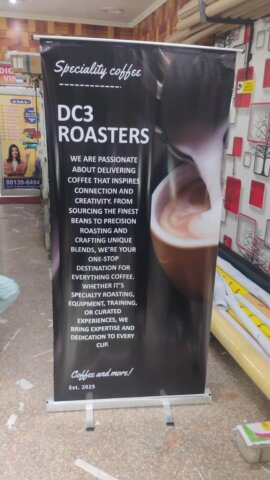 Speciality coffee
DC3
ROASTERS
WE ARE PASSIONATE
ABOUT DELIVERING
COFFEE THAT INSPIRES
CONNECTION AND
CREATIVITY. FROM
SOURCING THE FINEST
BEANS TO PRECISION
ROASTING AND
CRAFTING UNIQUE
BLENDS, WE'RE YOUR
ONE-STOP
DESTINATION FOR
EVERYTHING COFFEE.
WHETHER IT'S
SPECIALTY ROASTING,
EQUIPMENT, TRAINING,
OR CURATED
EXPERIENCES, WE
BRING EXPERTISE AND
DEDICATION TO EVERY
CUP.
Coffee and more!
Est. 2025
DIG
88139-6494